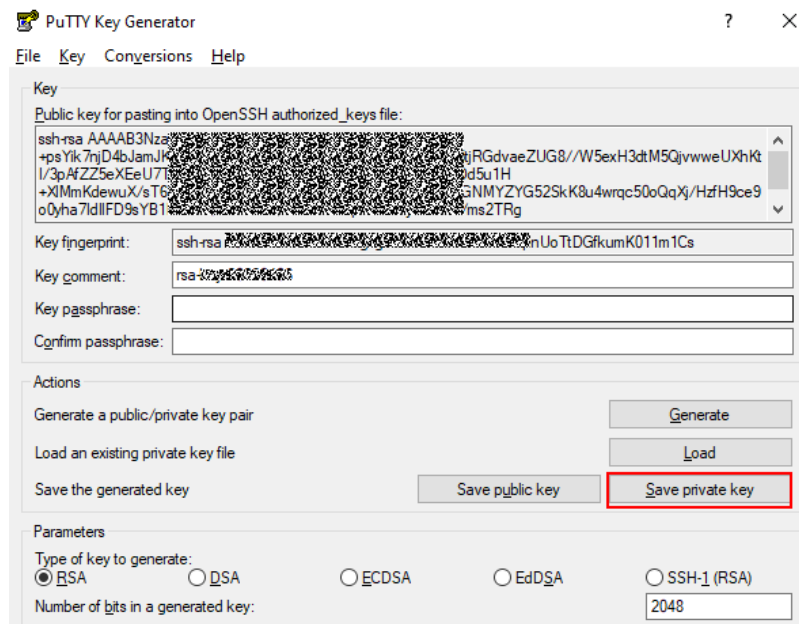 PuTTY Key Generator
?
File Key Conversions Help
Key
Public key for pasting into OpenSSH authorized_keys file:
ssh-rsa AAAAB3Nza
+psYik7njD4bJamJK tjRGdvaeZUG8//W5exH3dtM5QjvwweUXhKt
I/3pAfZZ5eXEeU7T 0d5u1H
+XlMmKdewuX/sT6 GNMYZYG52SkK8u4wrqc50oQqXj/HzfH9ce9
o0yha7ldIlFD9sYB1 /ms2TRg
Key fingerprint: ssh-rsa nUoTtDGfkumK011m1Cs
Key comment: rsa-
Key passphrase:
Confirm passphrase:
Actions
Generate a public/private key pair Generate
Load an existing private key file Load
Save the generated key Save public key Save private key
Parameters
Type of key to generate:
RSA DSA ECDSA EdDSA SSH-1 (RSA)
Number of bits in a generated key: 2048